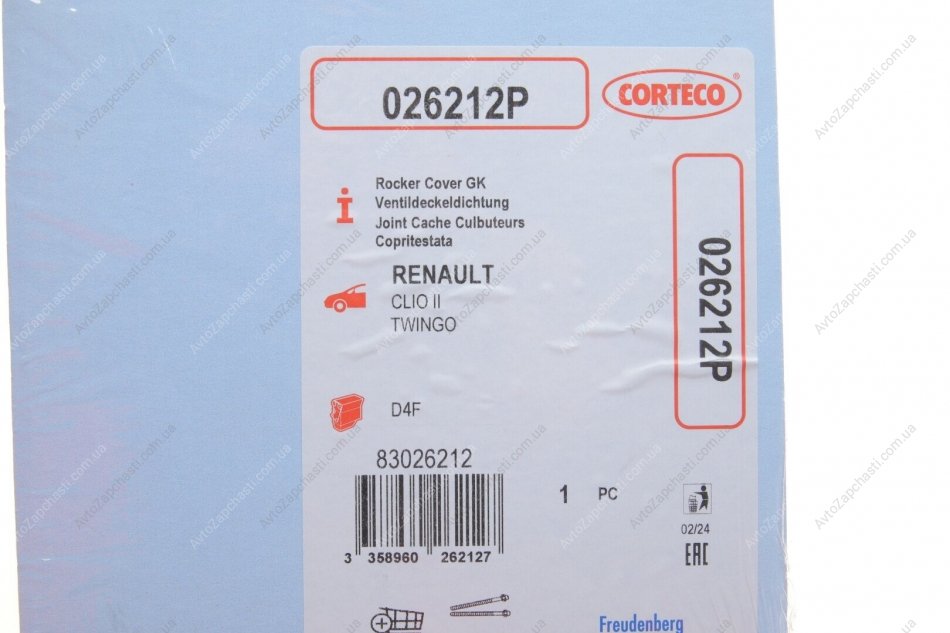 026212P
CORTECO®
Rocker Cover GK
Ventildeckeldichtung
Joint Cache Culbuteurs
Copritestata
RENAULT
CLIO II
TWINGO
026212P
D4F
83026212
1 PC
3 358960 262127
02/24
EAC
Freudenberg
AvtoZapchasti.com.ua